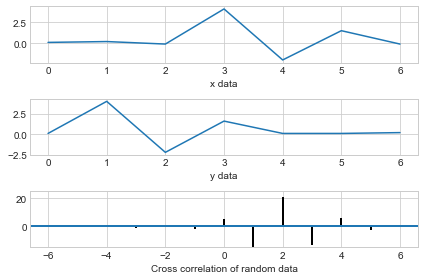 2.5
0.0
0 1 2 3 4 5 6
x data
2.5
0.0
−2.5
0 1 2 3 4 5 6
y data
20
0
−6 −4 −2 0 2 4 6
Cross correlation of random data